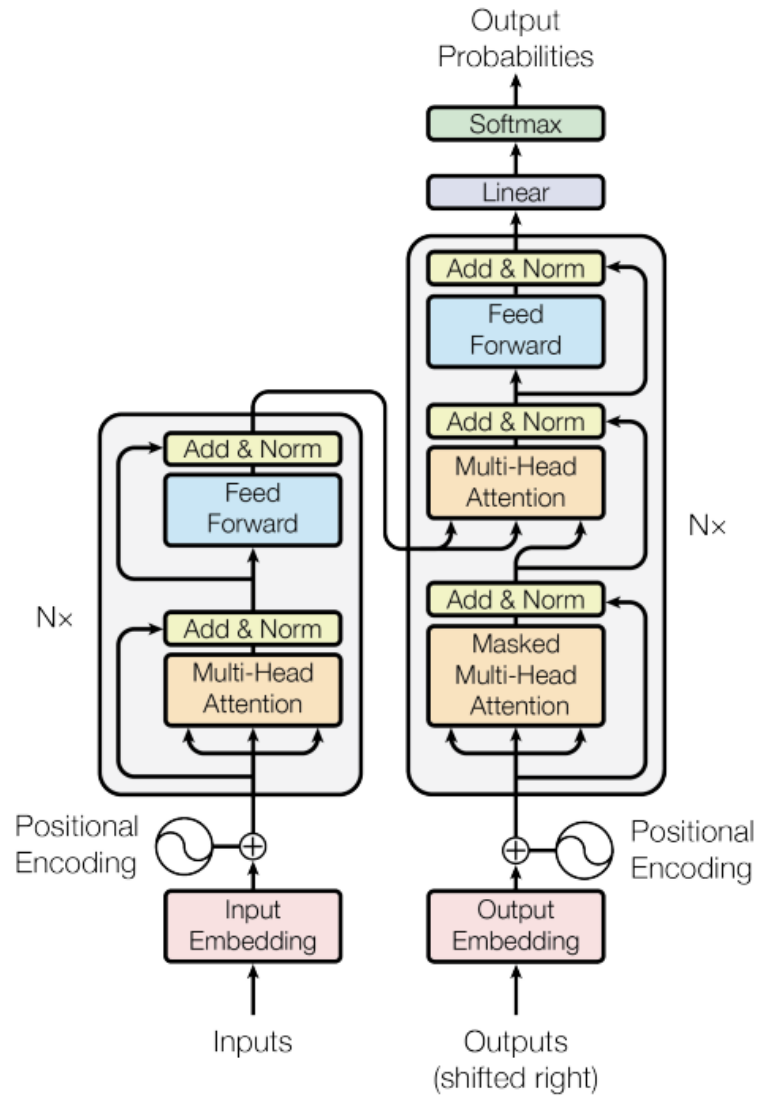 Output
Probabilities
Softmax
Linear
Add & Norm
Feed
Forward
Add & Norm
Multi-Head
Attention
Nx
Add & Norm
Masked
Multi-Head
Attention
Add & Norm
Feed
Forward
Nx
Add & Norm
Multi-Head
Attention
Positional
Encoding
Positional
Encoding
Input
Embedding
Output
Embedding
Inputs
Outputs
(shifted right)